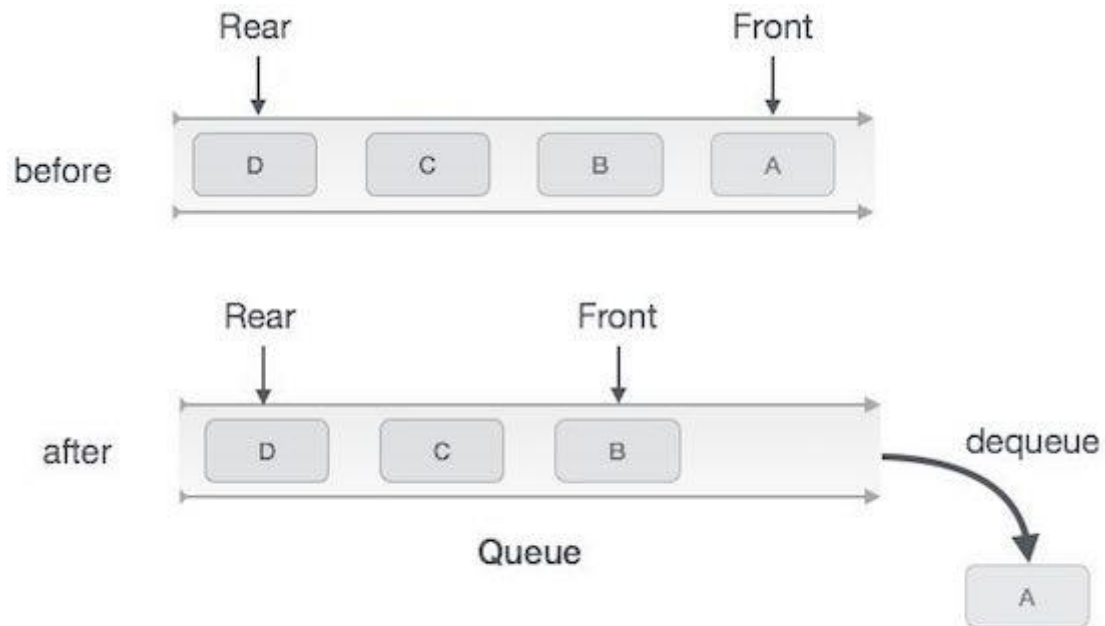 Rear Front
before D C B A
Rear Front
after D C B
dequeue
Queue
A